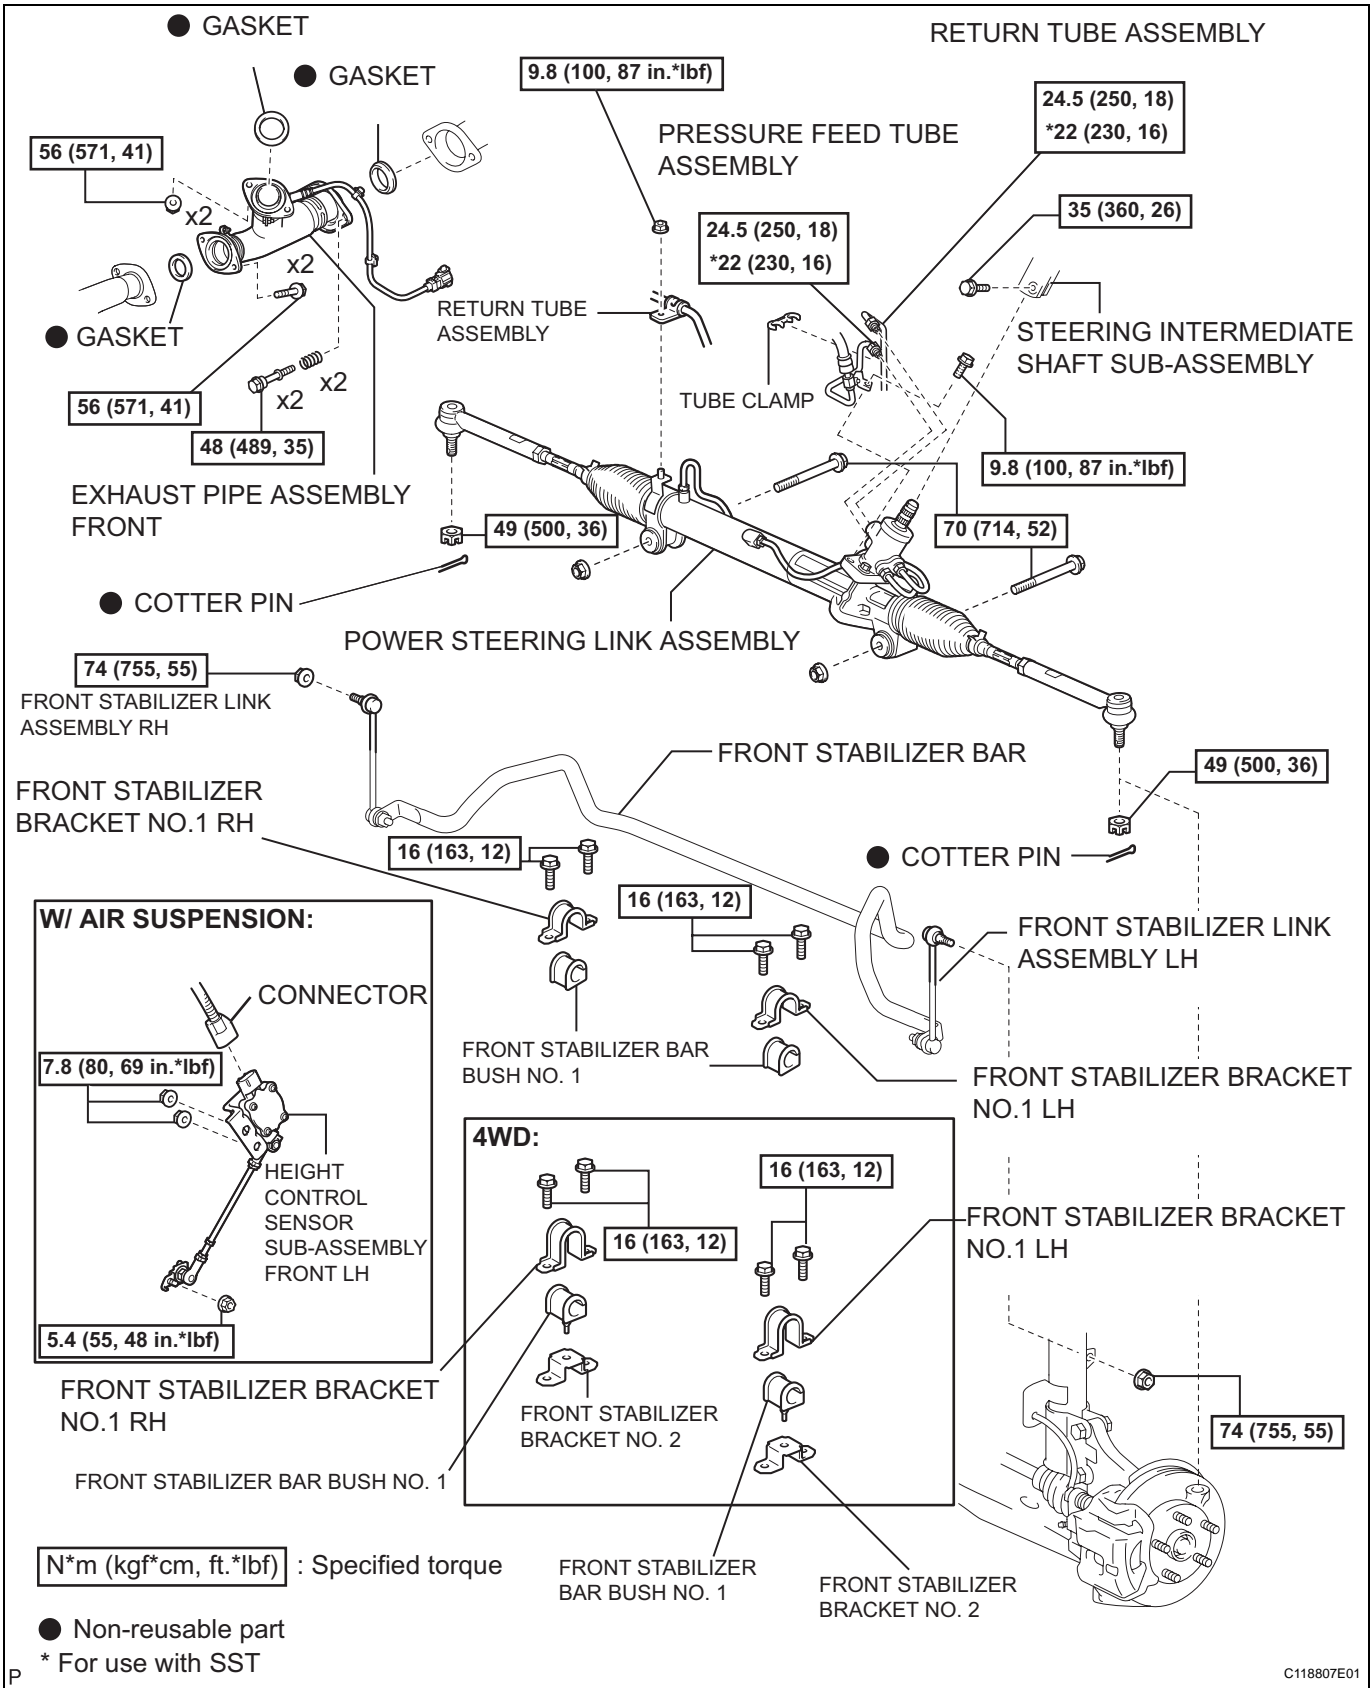 ● GASKET
● GASKET
RETURN TUBE ASSEMBLY
9.8 (100, 87 in.*lbf)
24.5 (250, 18)
*22 (230, 16)
PRESSURE FEED TUBE
ASSEMBLY
56 (571, 41)
x2
35 (360, 26)
24.5 (250, 18)
*22 (230, 16)
x2
RETURN TUBE
ASSEMBLY
● GASKET
STEERING INTERMEDIATE
SHAFT SUB-ASSEMBLY
x2
x2
TUBE CLAMP
56 (571, 41)
48 (489, 35)
9.8 (100, 87 in.*lbf)
EXHAUST PIPE ASSEMBLY
FRONT
49 (500, 36)
70 (714, 52)
● COTTER PIN
POWER STEERING LINK ASSEMBLY
74 (755, 55)
FRONT STABILIZER LINK
ASSEMBLY RH
FRONT STABILIZER BAR
49 (500, 36)
FRONT STABILIZER
BRACKET NO.1 RH
16 (163, 12)
● COTTER PIN
16 (163, 12)
W/ AIR SUSPENSION:
FRONT STABILIZER LINK
ASSEMBLY LH
CONNECTOR
FRONT STABILIZER BAR
BUSH NO. 1
7.8 (80, 69 in.*lbf)
FRONT STABILIZER BRACKET
NO.1 LH
4WD:
16 (163, 12)
HEIGHT
CONTROL
SENSOR
SUB-ASSEMBLY
FRONT LH
16 (163, 12)
FRONT STABILIZER BRACKET
NO.1 LH
5.4 (55, 48 in.*lbf)
FRONT STABILIZER BRACKET
NO.1 RH
FRONT STABILIZER
BRACKET NO. 2
74 (755, 55)
FRONT STABILIZER BAR BUSH NO. 1
N*m (kgf*cm, ft.*lbf) : Specified torque
FRONT STABILIZER
BAR BUSH NO. 1
FRONT STABILIZER
BRACKET NO. 2
● Non-reusable part
* For use with SST
P
C118807E01